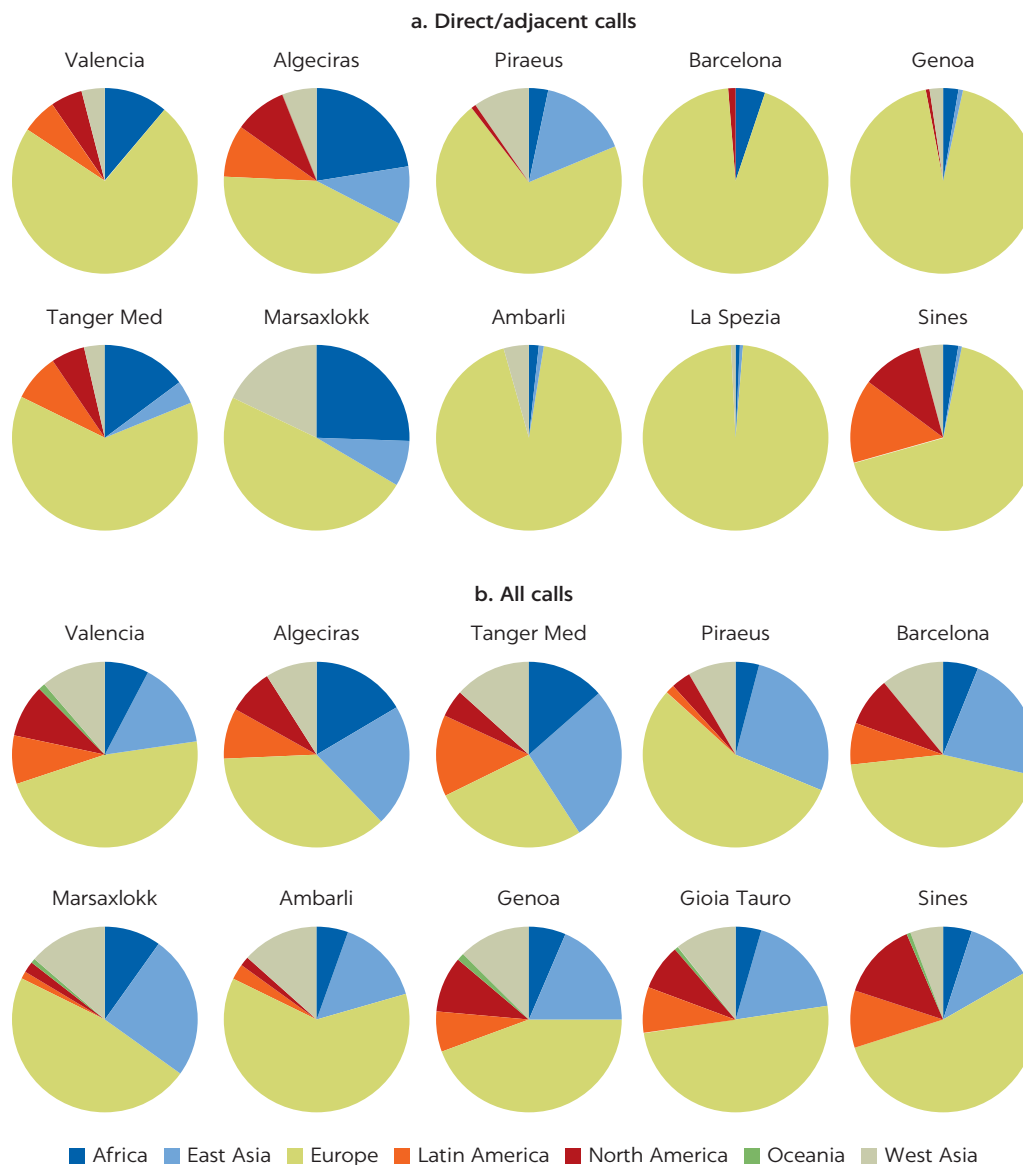 a. Direct/adjacent calls
Valencia Algeciras Piraeus Barcelona Genoa
Tanger Med Marsaxlokk Ambarli La Spezia Sines
b. All calls
Valencia Algeciras Tanger Med Piraeus Barcelona
Marsaxlokk Ambarli Genoa Gioia Tauro Sines
Africa East Asia Europe Latin America North America Oceania West Asia